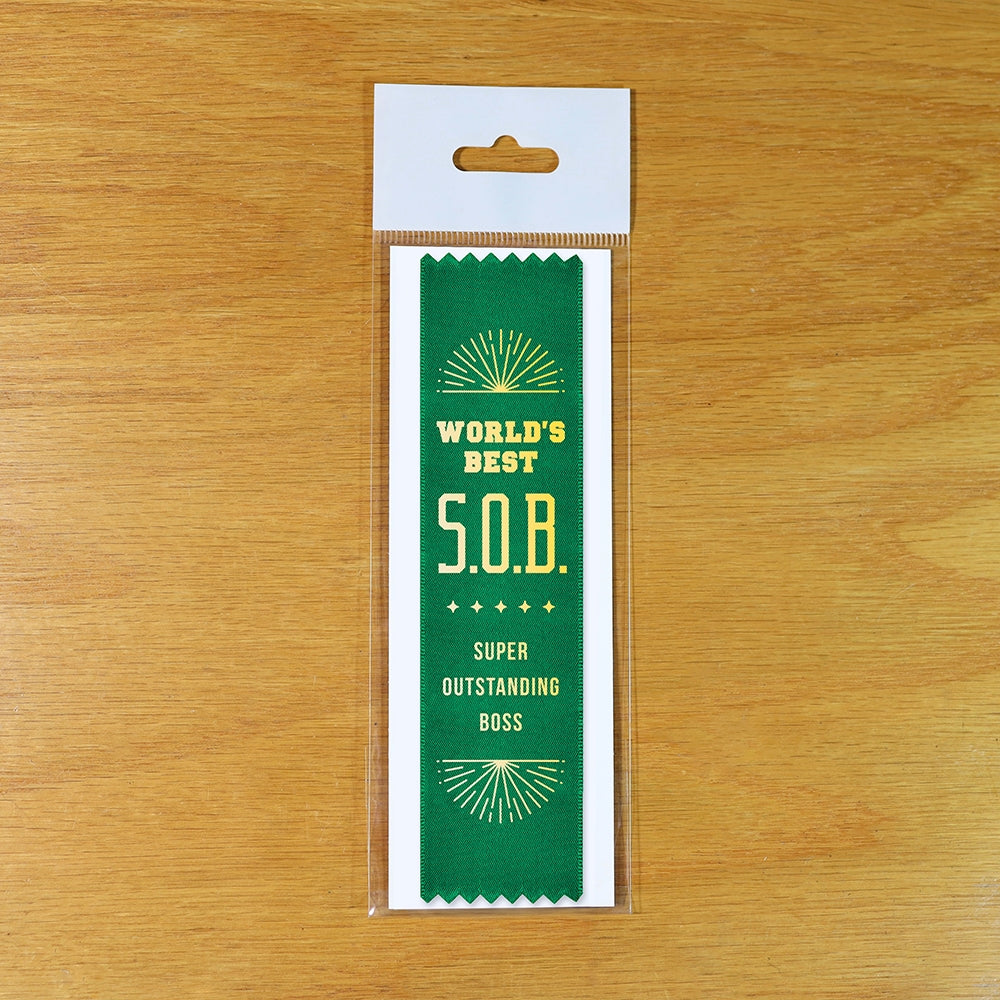 WORLD'S
BEST
S.O.B.
SUPER
OUTSTANDING
BOSS